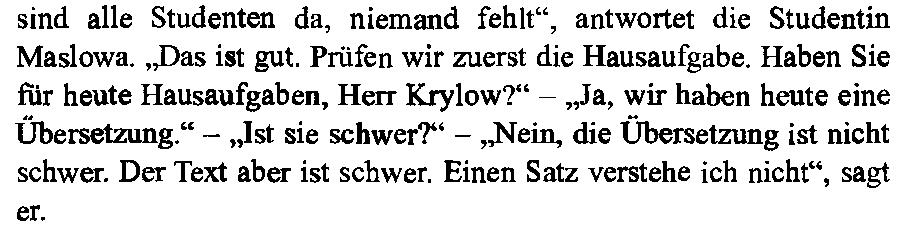 sind alle Studenten da, niemand fehlt“, antwortet die Studentin
Maslowa. „Das ist gut. Prüfen wir zuerst die Hausaufgabe. Haben Sie
für heute Hausaufgaben, Herr Krylow?“ – „Ja, wir haben heute eine
Übersetzung.“ – „Ist sie schwer?“ – „Nein, die Übersetzung ist nicht
schwer. Der Text aber ist schwer. Einen Satz verstehe ich nicht“, sagt
er.